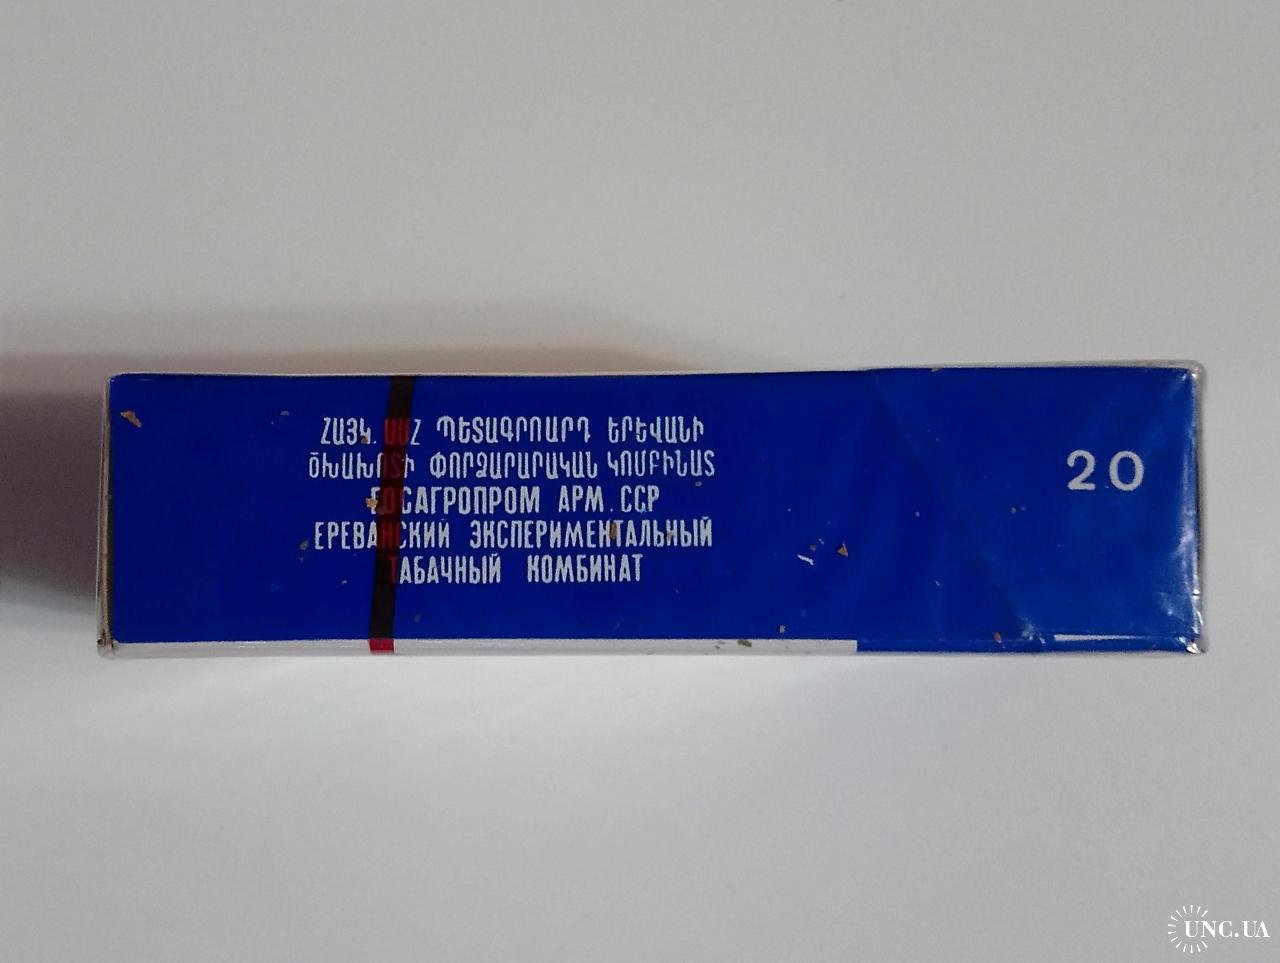 ՀԱՅԿ. ՍՍՀ ՊԵՏԱԳՐՈԱՐԴ ԵՐԵՎԱՆԻ
ԾԽԱԽՈՏԻ ՓՈՐՁԱՐԱՐԱԿԱՆ ԿՈՄԲԻՆԱՏ
ГОСАГРОПРОМ АРМ. ССР
ЕРЕВАНСКИЙ ЭКСПЕРИМЕНТАЛЬНЫЙ
ТАБАЧНЫЙ КОМБИНАТ
20
UNC.UA